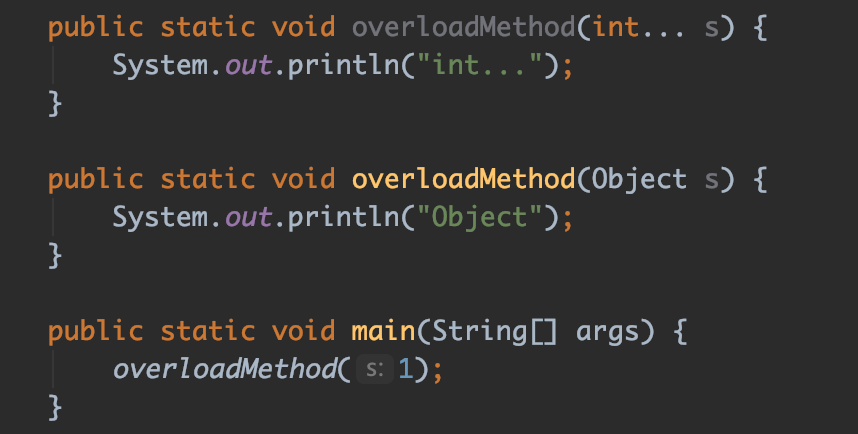 public static void overloadMethod(int... s) {
    System.out.println("int...");
}

public static void overloadMethod(Object s) {
    System.out.println("Object");
}

public static void main(String[] args) {
    overloadMethod( s: 1);
}